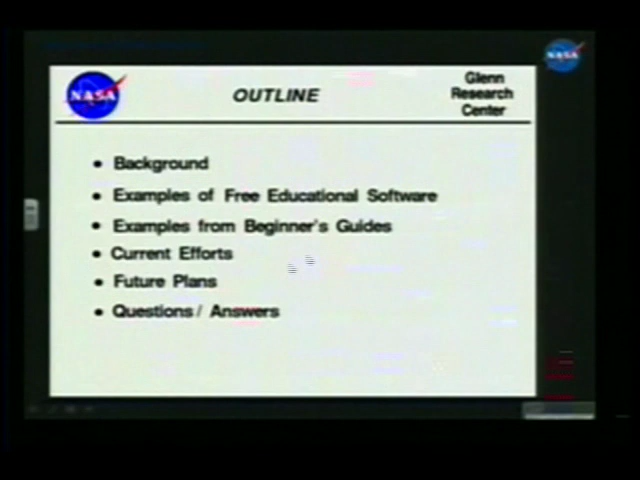 NASA
NASA
OUTLINE
Glenn
Research
Center
• Background
• Examples of Free Educational Software
• Examples from Beginner's Guides
• Current Efforts
• Future Plans
• Questions / Answers